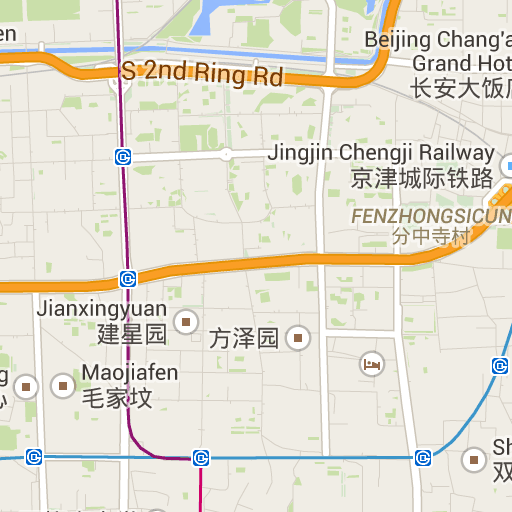 en
S 2nd Ring Rd
Beijing Chang'a
Grand Hot
长安大饭店
Jingjin Chengji Railway
京津城际铁路
FENZHONGSICUN
分中寺村
Jianxingyuan
建星园
方泽园
Maojiafen
毛家坟
g
心
Sh
双